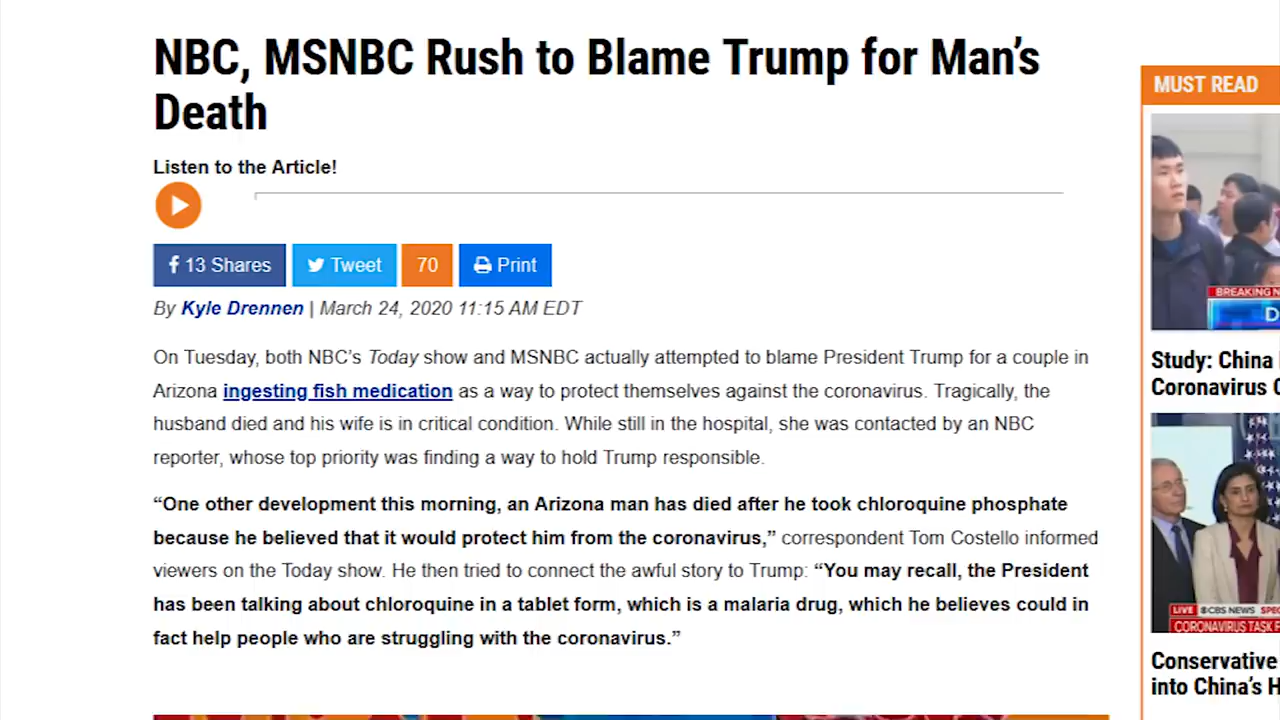 NBC, MSNBC Rush to Blame Trump for Man's
Death
Listen to the Article!
13 Shares
Tweet
70
Print
By Kyle Drennen | March 24, 2020 11:15 AM EDT
On Tuesday, both NBC's Today show and MSNBC actually attempted to blame President Trump for a couple in
Arizona ingesting fish medication as a way to protect themselves against the coronavirus. Tragically, the
husband died and his wife is in critical condition. While still in the hospital, she was contacted by an NBC
reporter, whose top priority was finding a way to hold Trump responsible.
“One other development this morning, an Arizona man has died after he took chloroquine phosphate
because he believed that it would protect him from the coronavirus,” correspondent Tom Costello informed
viewers on the Today show. He then tried to connect the awful story to Trump: “You may recall, the President
has been talking about chloroquine in a tablet form, which is a malaria drug, which he believes could in
fact help people who are struggling with the coronavirus.”
MUST READ
BREAKING N
D
Study: China
Coronavirus
LIVE CBS NEWS SPEC
CORONAVIRUS TASK F
Conservative
into China's H